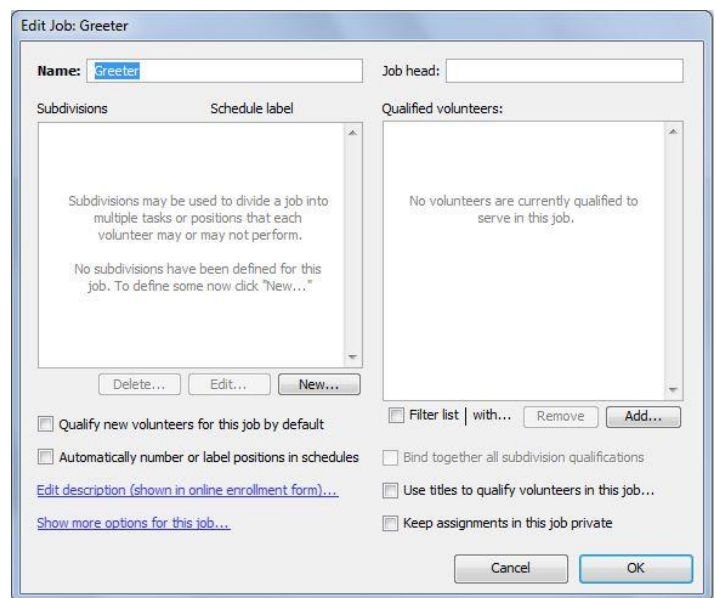 Edit Job: Greeter
Name: Greeter
Job head:
Subdivisions Schedule label
Qualified volunteers:
Subdivisions may be used to divide a job into
multiple tasks or positions that each
volunteer may or may not perform.
No subdivisions have been defined for this
job. To define some now click "New..."
No volunteers are currently qualified to
serve in this job.
Delete... Edit... New...
Filter list | with... Remove Add...
Qualify new volunteers for this job by default
Automatically number or label positions in schedules
Bind together all subdivision qualifications
Edit description (shown in online enrollment form)...
Use titles to qualify volunteers in this job...
Show more options for this job...
Keep assignments in this job private
Cancel OK